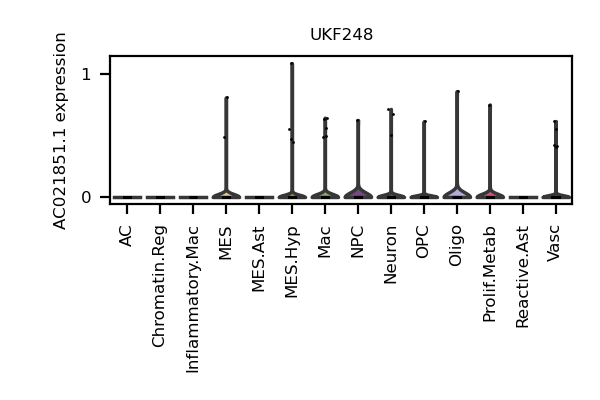 UKF248
AC021851.1 expression
1
0
AC
Chromatin.Reg
Inflammatory.Mac
MES
MES.Ast
MES.Hyp
Mac
NPC
Neuron
OPC
Oligo
Prolif.Metab
Reactive.Ast
Vasc